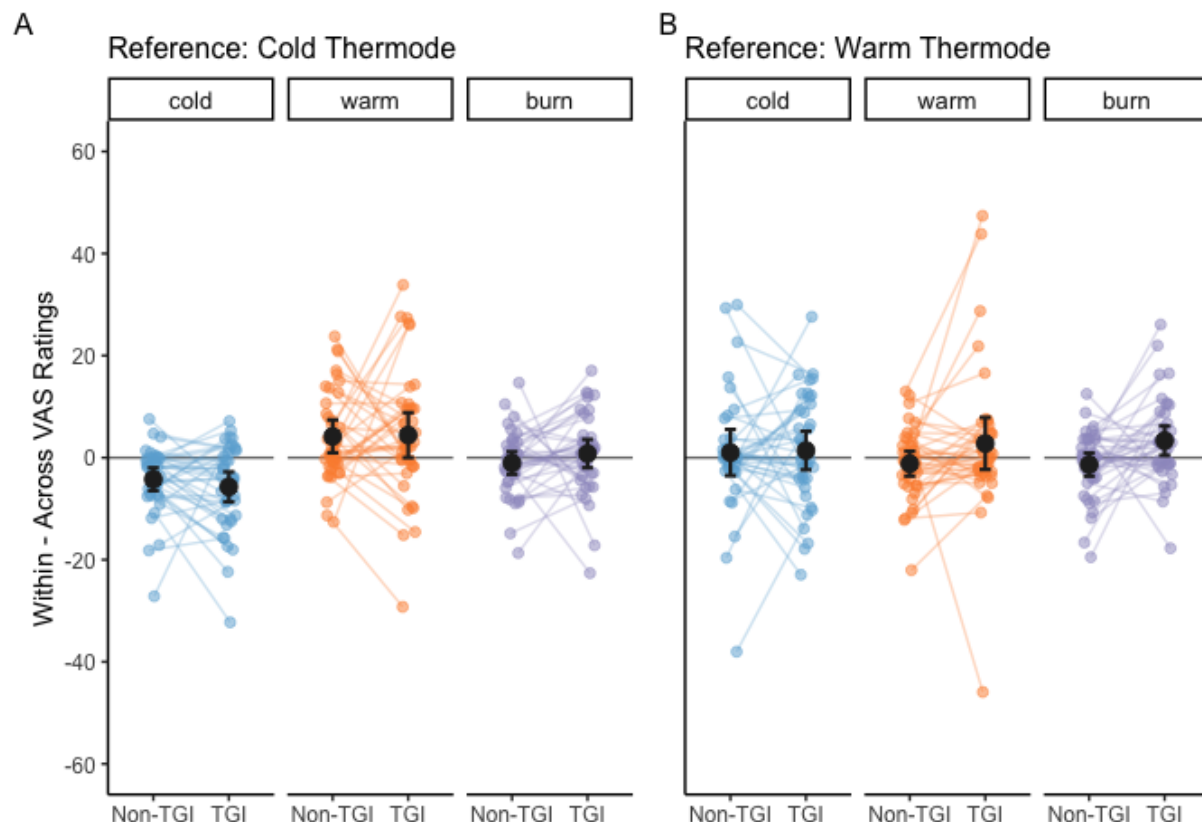 A
Reference: Cold Thermode
cold warm burn
B
Reference: Warm Thermode
cold warm burn
Within - Across VAS Ratings
60
40
20
0
-20
-40
-60
Non-TGI TGI Non-TGI TGI Non-TGI TGI
Non-TGI TGI Non-TGI TGI Non-TGI TGI